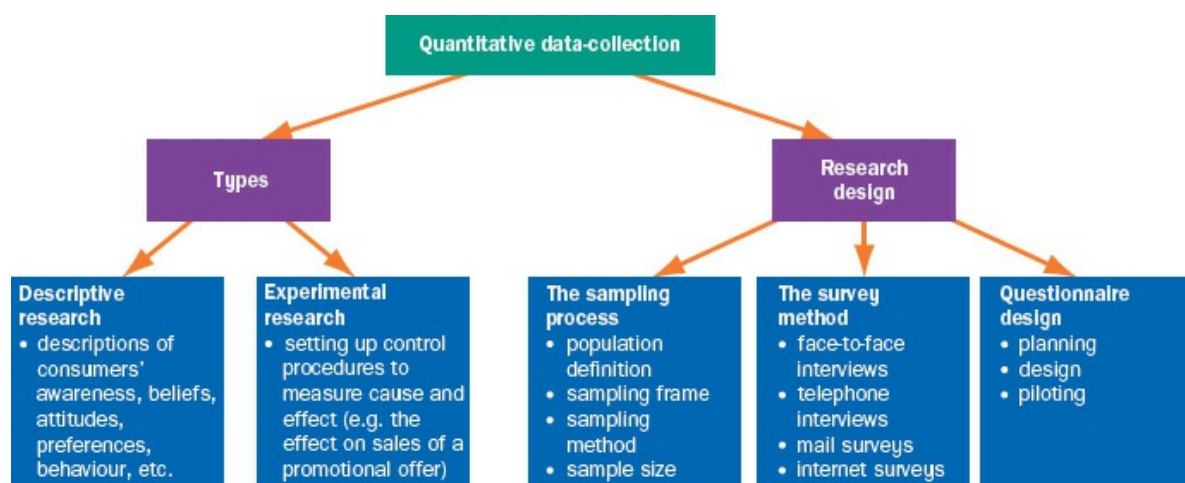 Quantitative data-collection
Types
Research
design
Descriptive
research
• descriptions of
consumers’
awareness, beliefs,
attitudes,
preferences,
behaviour, etc.
Experimental
research
• setting up control
procedures to
measure cause and
effect (e.g. the
effect on sales of a
promotional offer)
The sampling
process
• population
definition
• sampling frame
• sampling
method
• sample size
The survey
method
• face-to-face
interviews
• telephone
interviews
• mail surveys
• internet surveys
Questionnaire
design
• planning
• design
• piloting